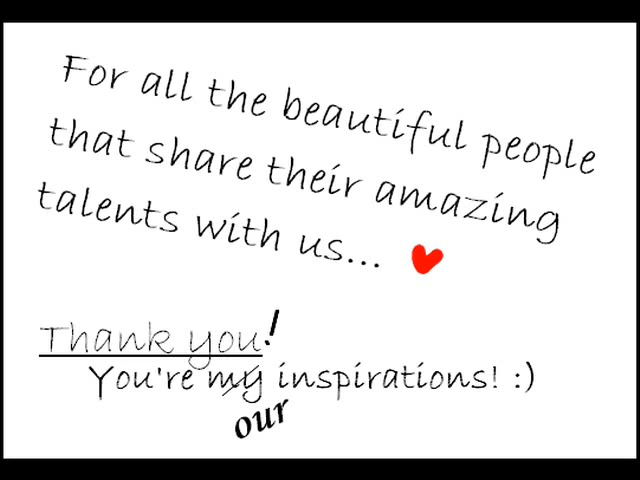 For all the beautiful people
that share their amazing
talents with us...
Thank you!
You're my inspirations! :)
our